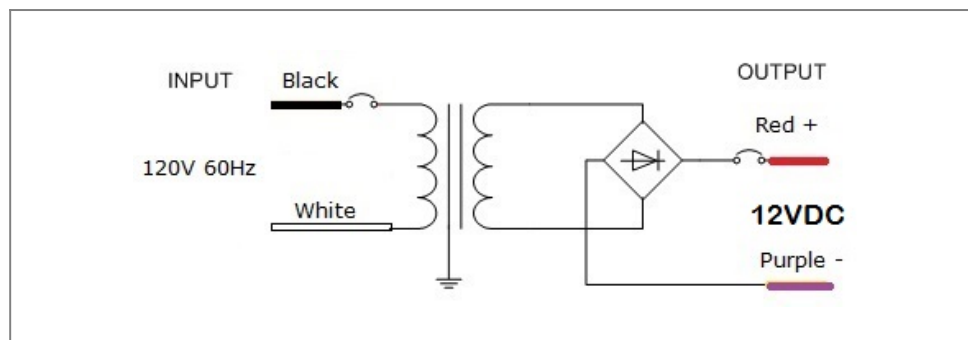 INPUT
Black
120V 60Hz
White
OUTPUT
Red +
12VDC
Purple -